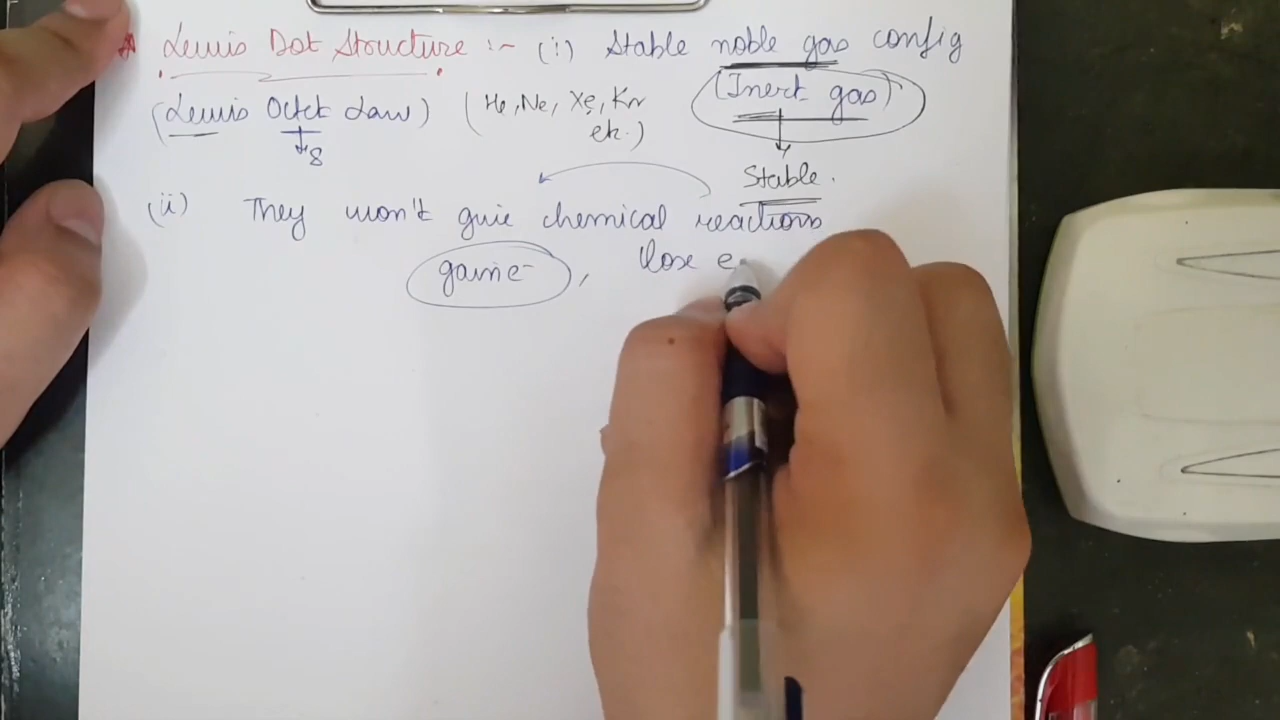 * Lewis Dot Structure :- (i) Stable noble gas config
(Lewis Octet Law) (He, Ne, Xe, Kr (Inert gas)
8 etc.)
Stable.
(ii) They won't give chemical reactions
gain e-, lose e